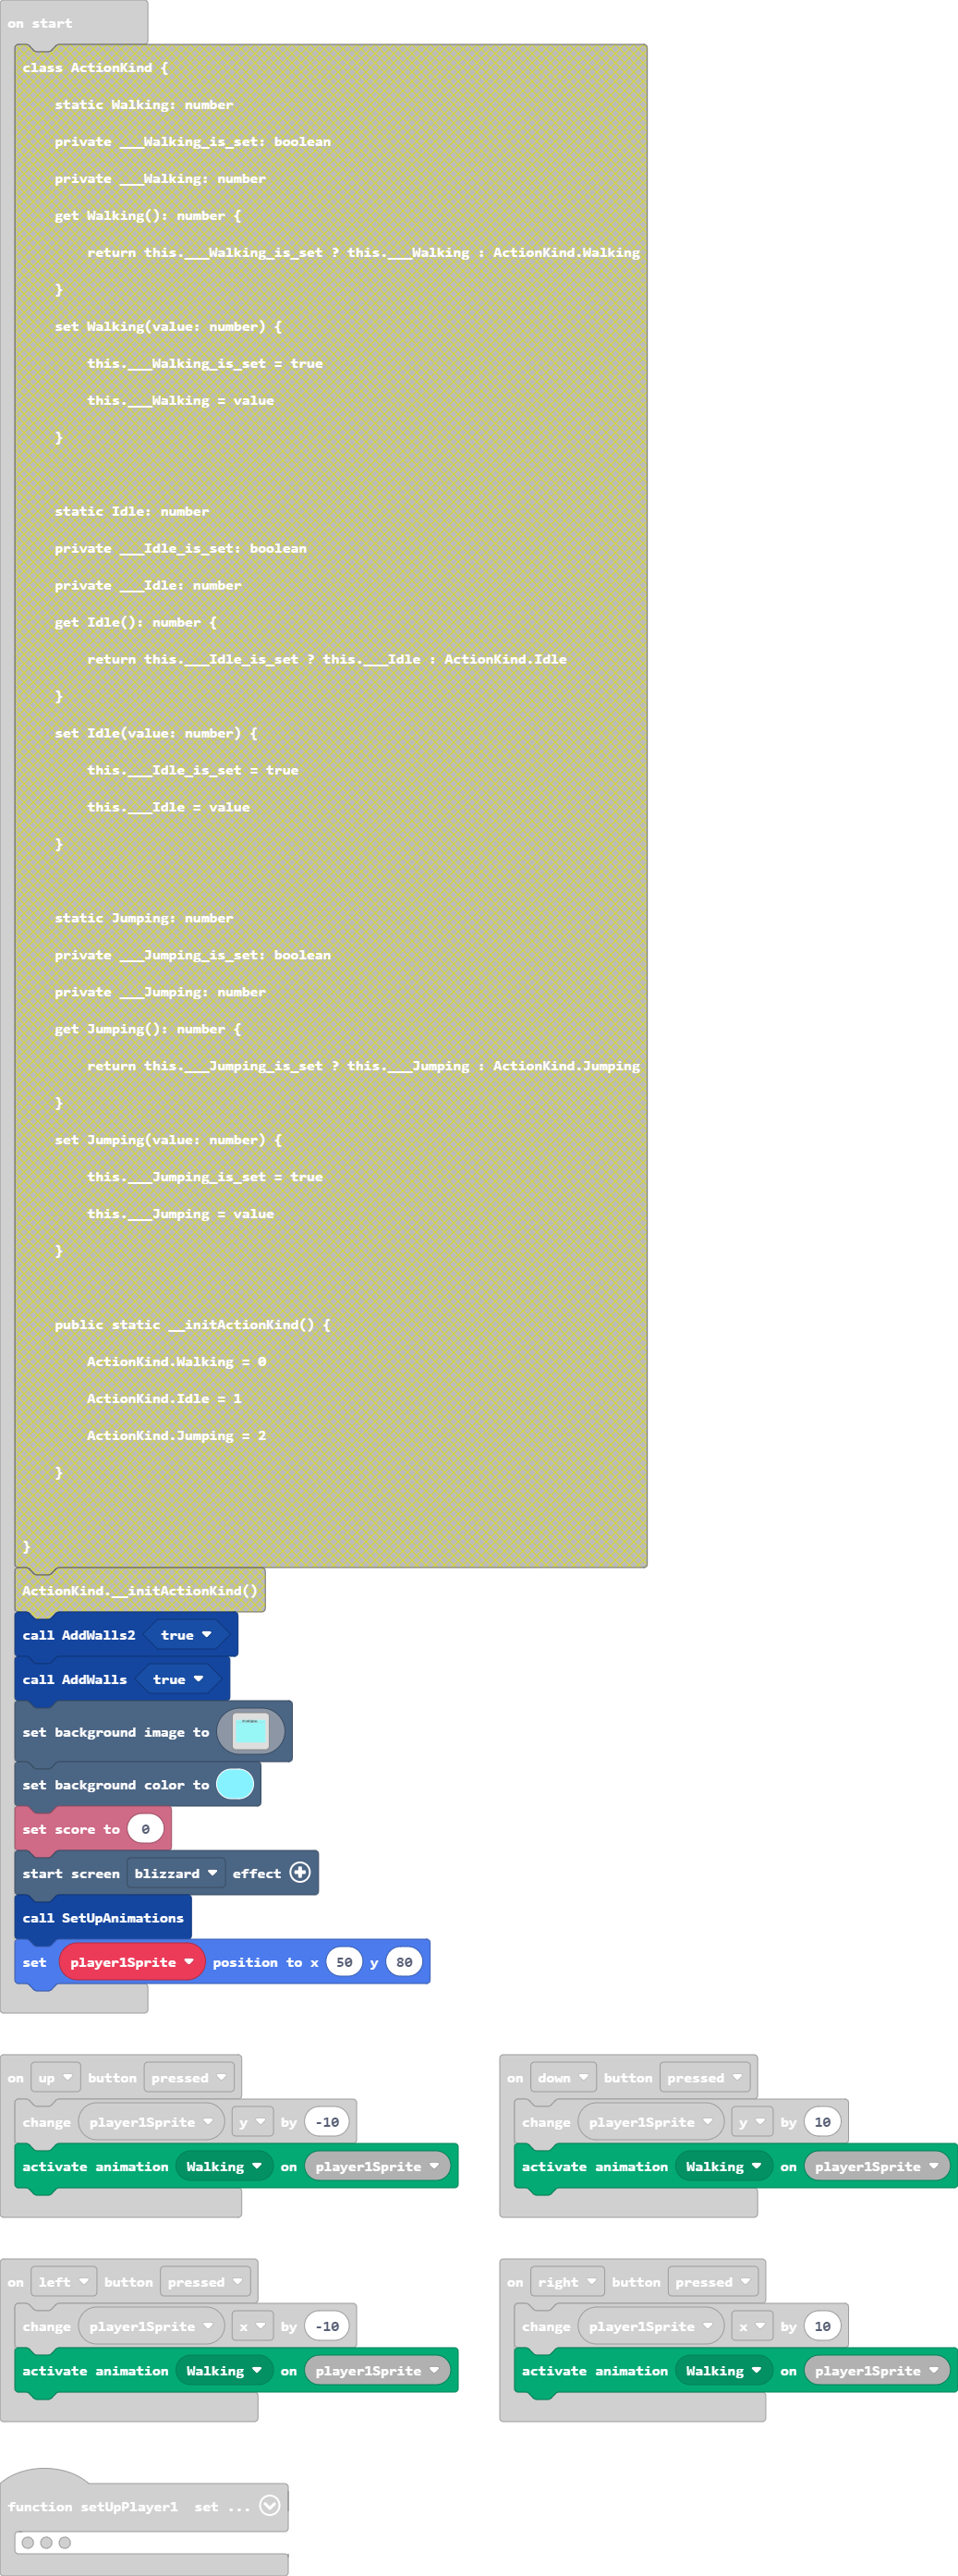 on start
class ActionKind {
static Walking: number
private ___Walking_is_set: boolean
private ___Walking: number
get Walking(): number {
return this.___Walking_is_set ? this.___Walking : ActionKind.Walking
}
set Walking(value: number) {
this.___Walking_is_set = true
this.___Walking = value
}
static Idle: number
private ___Idle_is_set: boolean
private ___Idle: number
get Idle(): number {
return this.___Idle_is_set ? this.___Idle : ActionKind.Idle
}
set Idle(value: number) {
this.___Idle_is_set = true
this.___Idle = value
}
static Jumping: number
private ___Jumping_is_set: boolean
private ___Jumping: number
get Jumping(): number {
return this.___Jumping_is_set ? this.___Jumping : ActionKind.Jumping
}
set Jumping(value: number) {
this.___Jumping_is_set = true
this.___Jumping = value
}
public static __initActionKind() {
ActionKind.Walking = 0
ActionKind.Idle = 1
ActionKind.Jumping = 2
}
}
ActionKind.__initActionKind()
call AddWalls2 true
call AddWalls true
set background image to
set background color to
set score to 0
start screen blizzard effect
call SetUpAnimations
set player1Sprite position to x 50 y 80
on up button pressed
change player1Sprite y by -10
activate animation Walking on player1Sprite
on down button pressed
change player1Sprite y by 10
activate animation Walking on player1Sprite
on left button pressed
change player1Sprite x by -10
activate animation Walking on player1Sprite
on right button pressed
change player1Sprite x by 10
activate animation Walking on player1Sprite
function setUpPlayer1 set ...